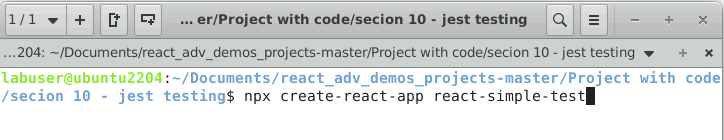 1 / 1
… er/Project with code/secion 10 - jest testing
…204: ~/Documents/react_adv_demos_projects-master/Project with code/secion 10 - jest testing
labuser@ubuntu2204:~/Documents/react_adv_demos_projects-master/Project with code
/secion 10 - jest testing$ npx create-react-app react-simple-test